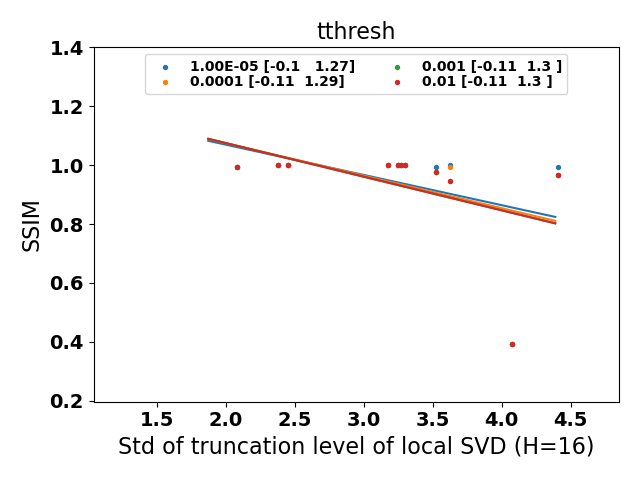 tthresh
1.00E-05 [-0.1   1.27]
0.0001 [-0.11  1.29]
0.001 [-0.11  1.3 ]
0.01 [-0.11  1.3 ]
1.4
1.2
1.0
0.8
0.6
0.4
0.2
SSIM
1.5 2.0 2.5 3.0 3.5 4.0 4.5
Std of truncation level of local SVD (H=16)